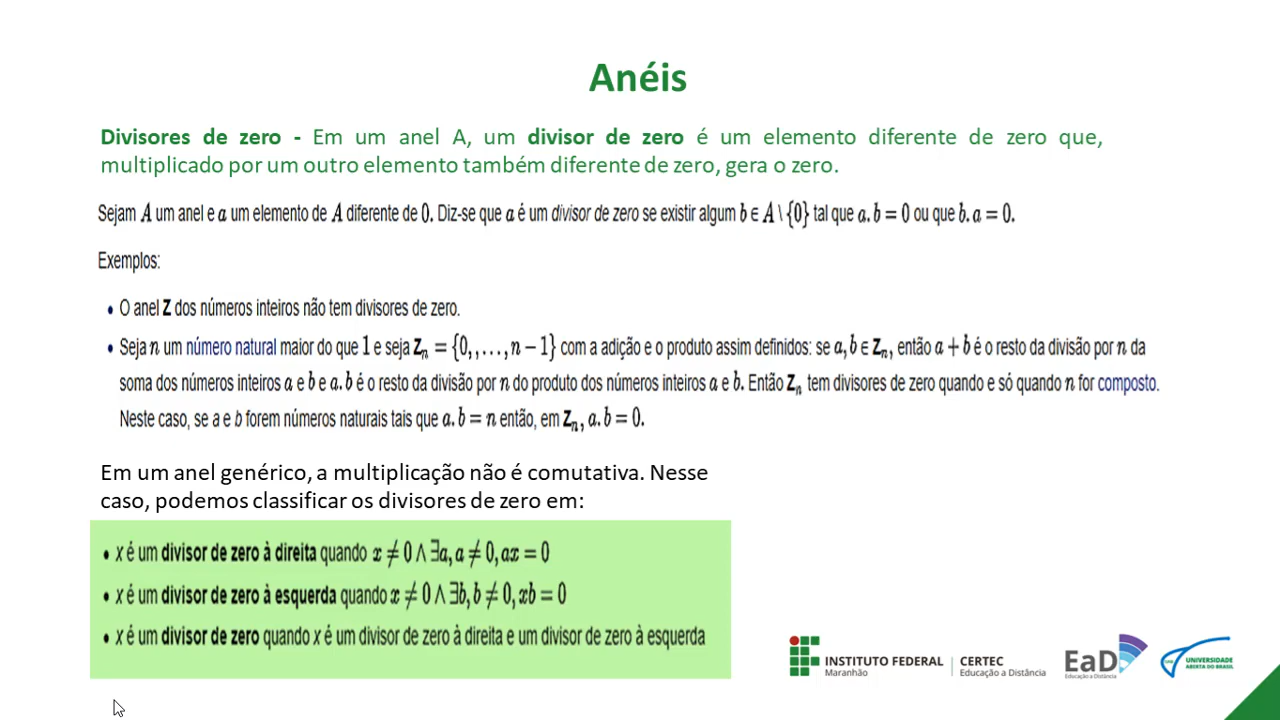 Anéis
Divisores de zero - Em um anel A, um divisor de zero é um elemento diferente de zero que,
multiplicado por um outro elemento também diferente de zero, gera o zero.
Sejam A um anel e a um elemento de A diferente de 0. Diz-se que a é um divisor de zero se existir algum b ∈ A \ {0} tal que a.b = 0 ou que b.a = 0.
Exemplos:
• O anel Z dos números inteiros não tem divisores de zero.
• Seja n um número natural maior do que 1 e seja Zₙ = {0,,…,n − 1} com a adição e o produto assim definidos: se a,b ∈ Zₙ, então a + b é o resto da divisão por n da
soma dos números inteiros a e b e a.b é o resto da divisão por n do produto dos números inteiros a e b. Então Zₙ tem divisores de zero quando e só quando n for composto.
Neste caso, se a e b forem números naturais tais que a.b = n então, em Zₙ, a.b = 0.
Em um anel genérico, a multiplicação não é comutativa. Nesse
caso, podemos classificar os divisores de zero em:
• x é um divisor de zero à direita quando x ≠ 0 ∧ ∃a, a ≠ 0, ax = 0
• x é um divisor de zero à esquerda quando x ≠ 0 ∧ ∃b, b ≠ 0, xb = 0
• x é um divisor de zero quando x é um divisor de zero à direita e um divisor de zero à esquerda
INSTITUTO FEDERAL
Maranhão
CERTEC
Educação a Distância
EaD
Educação a Distância
UNIVERSIDADE
ABERTA DO BRASIL